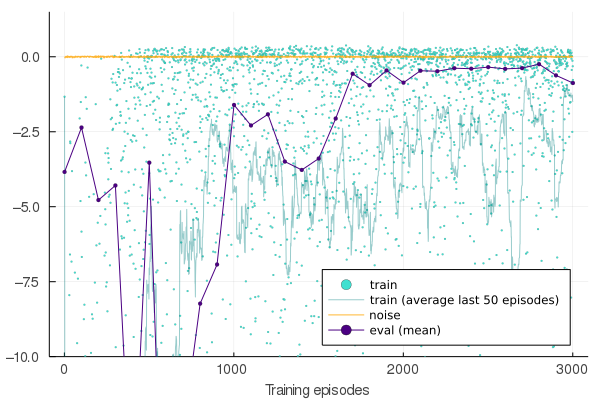 0.0
−2.5
−5.0
−7.5
−10.0
train
train (average last 50 episodes)
noise
eval (mean)
0 1000 2000 3000
Training episodes